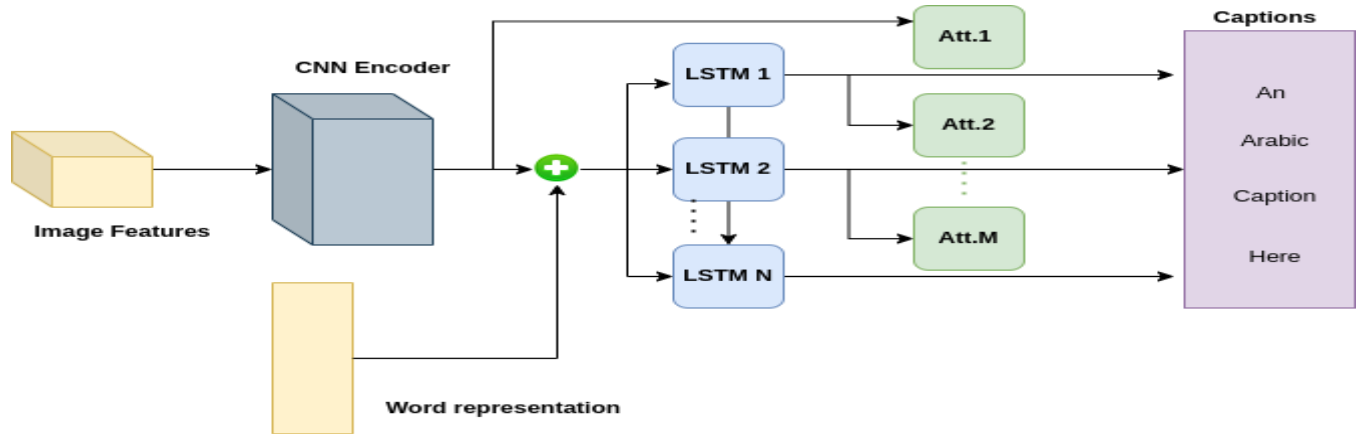 Captions
Att.1
CNN Encoder
LSTM 1
An
Att.2
Arabic
LSTM 2
Caption
Image Features
Att.M
LSTM N
Here
Word representation